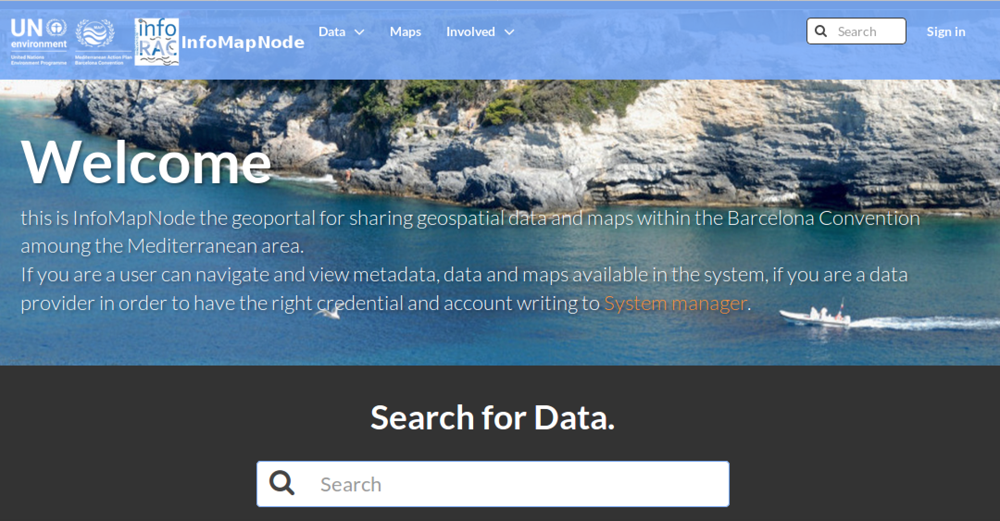 UN
environment
United Nations
Environment Programme
MAP
Mediterranean Action Plan
Barcelona Convention
info
RAC
InfoMapNode
Data
Maps
Involved
Search
Sign in
Welcome
this is InfoMapNode the geoportal for sharing geospatial data and maps within the Barcelona Convention
amoung the Mediterranean area.
If you are a user can navigate and view metadata, data and maps available in the system, if you are a data
provider in order to have the right credential and account writing to System manager.
Search for Data.
Search